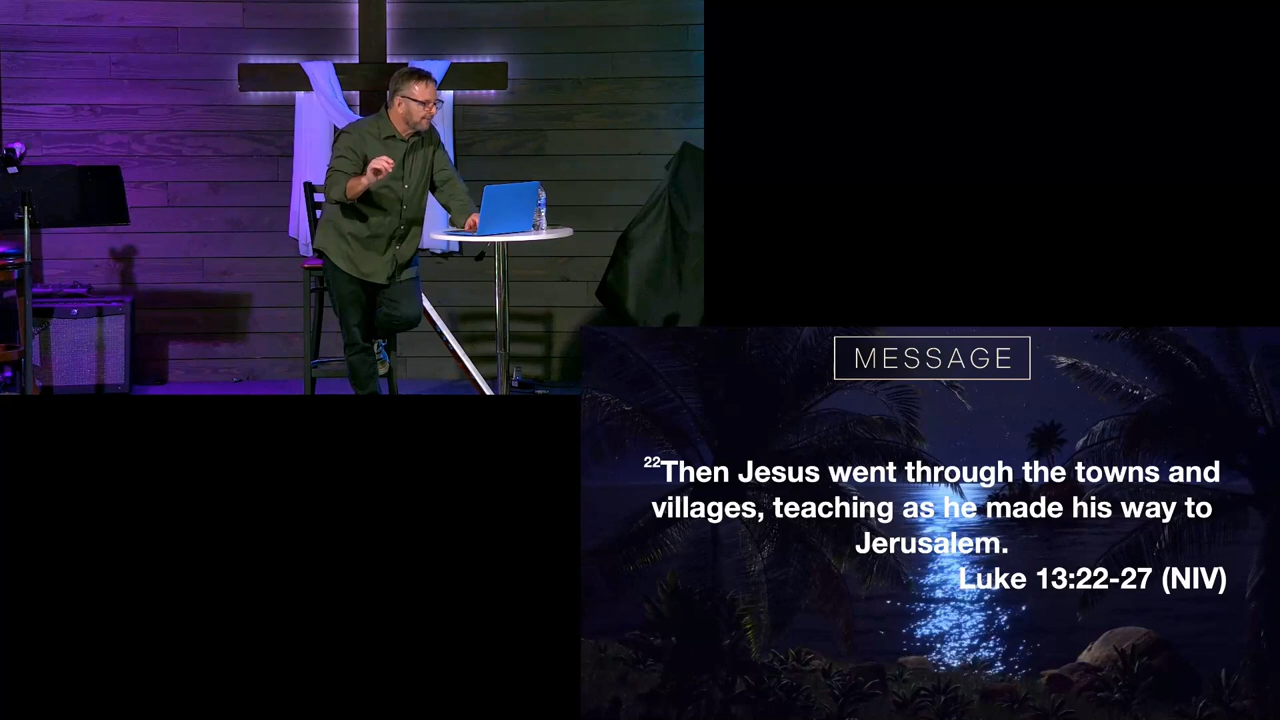 MESSAGE
²²Then Jesus went through the towns and
villages, teaching as he made his way to
Jerusalem.
Luke 13:22-27 (NIV)